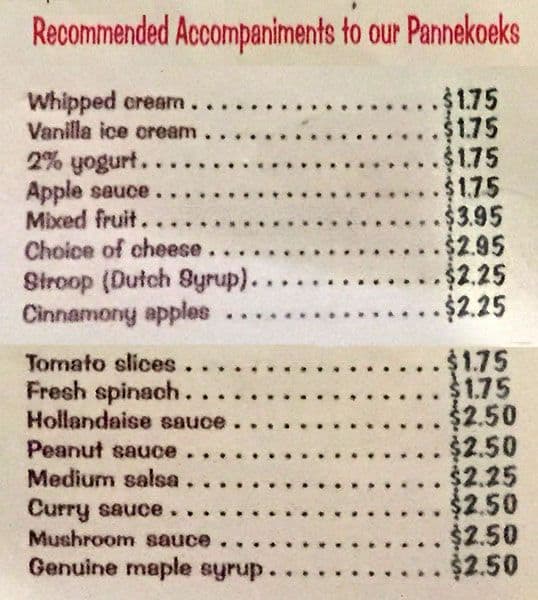 Recommended Accompaniments to our Pannekoeks
Whipped cream . . . . . . . . . . . . . . . . . . $1.75
Vanilla ice cream . . . . . . . . . . . . . . . . . $1.75
2% yogurt. . . . . . . . . . . . . . . . . . . . . . $1.75
Apple sauce . . . . . . . . . . . . . . . . . . . . . $1.75
Mixed fruit. . . . . . . . . . . . . . . . . . . . . . $3.95
Choice of cheese . . . . . . . . . . . . . . . . . $2.95
Stroop (Dutch Syrup). . . . . . . . . . . . . . $2.25
Cinnamony apples . . . . . . . . . . . . . . . . $2.25
Tomato slices . . . . . . . . . . . . . . . . . . . $1.75
Fresh spinach. . . . . . . . . . . . . . . . . . . $1.75
Hollandaise sauce . . . . . . . . . . . . . . . $2.50
Peanut sauce . . . . . . . . . . . . . . . . . . . $2.50
Medium salsa . . . . . . . . . . . . . . . . . . . $2.25
Curry sauce . . . . . . . . . . . . . . . . . . . . $2.50
Mushroom sauce . . . . . . . . . . . . . . . . $2.50
Genuine maple syrup . . . . . . . . . . . . . $2.50